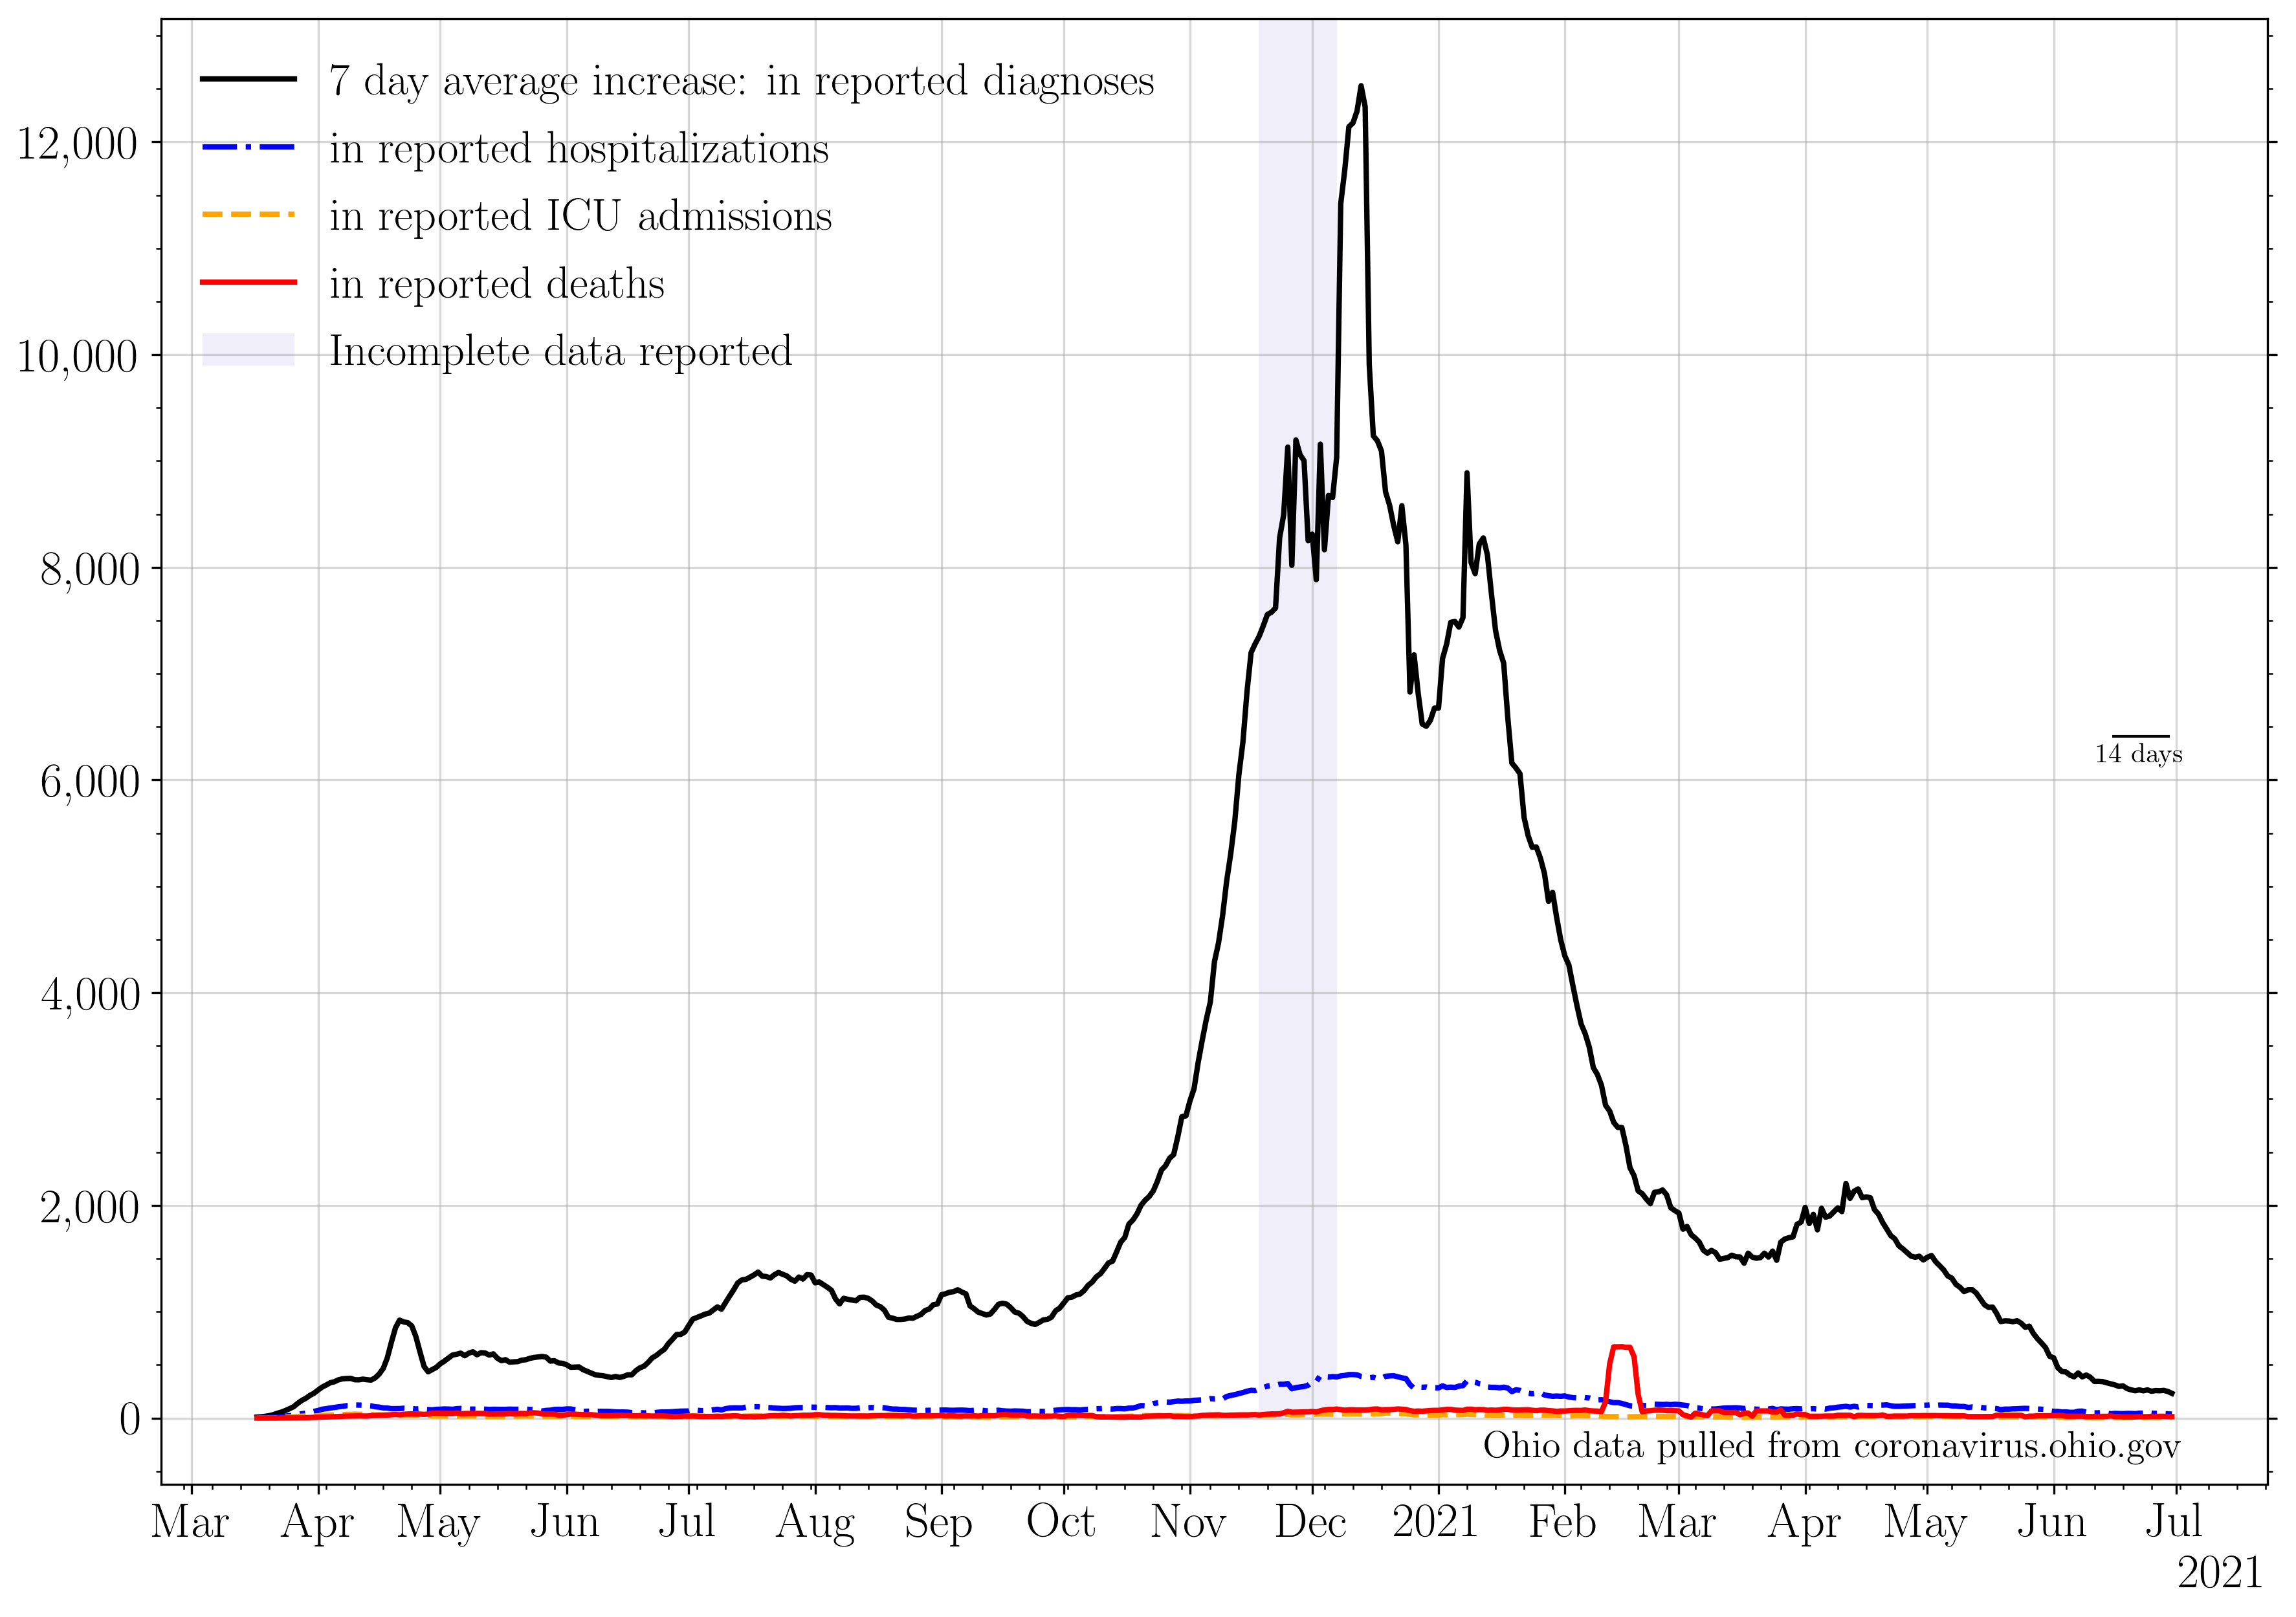 7 day average increase: in reported diagnoses
in reported hospitalizations
in reported ICU admissions
in reported deaths
Incomplete data reported
12,000
10,000
8,000
6,000
4,000
2,000
0
14 days
Ohio data pulled from coronavirus.ohio.gov
Mar Apr May Jun Jul Aug Sep Oct Nov Dec 2021 Feb Mar Apr May Jun Jul
2021